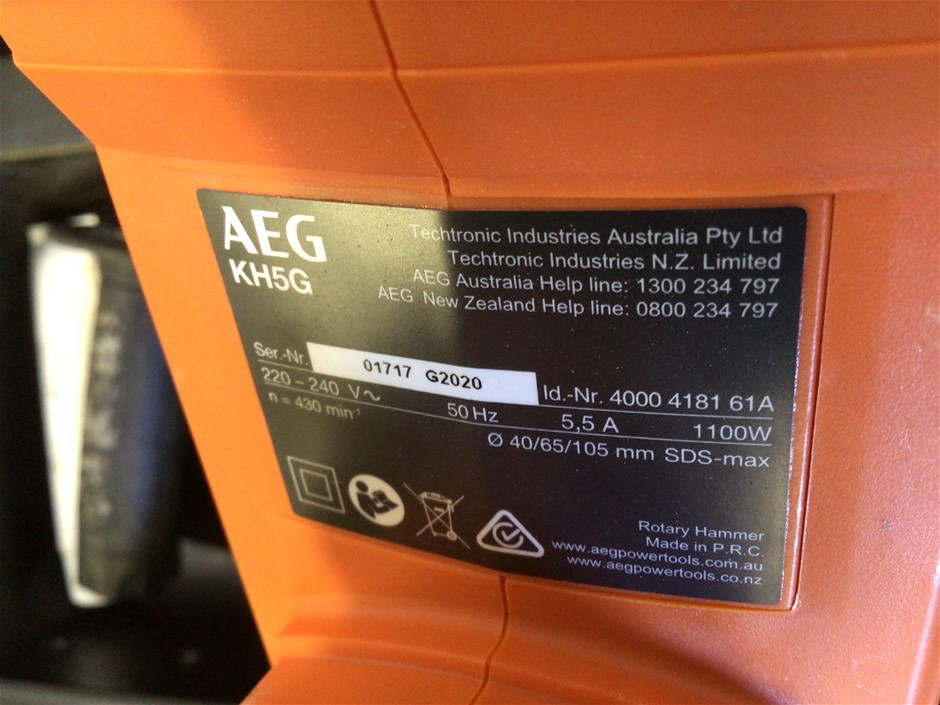 AEG
KH5G
Techtronic Industries Australia Pty Ltd
Techtronic Industries N.Z. Limited
AEG Australia Help line: 1300 234 797
AEG New Zealand Help line: 0800 234 797
Ser.-Nr. 01717 G2020 Id.-Nr. 4000 4181 61A
220 – 240 V~ 50 Hz 5,5 A 1100W
n = 430 min⁻¹ Ø 40/65/105 mm SDS-max
Rotary Hammer
Made in P.R.C.
www.aegpowertools.com.au
www.aegpowertools.co.nz